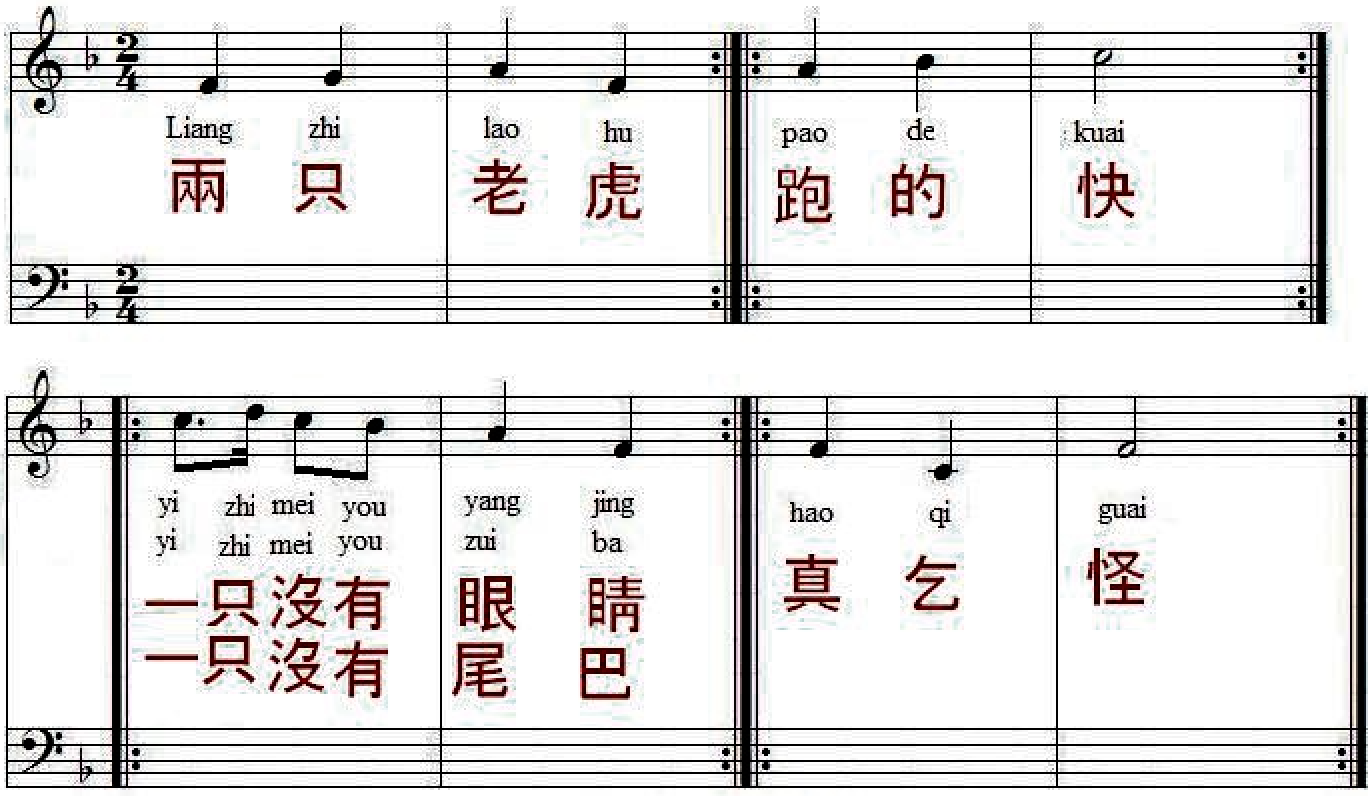 2 4
Liang zhi lao hu pao de kuai
兩只老虎 跑的快
2 4
yi zhi mei you yang jing hao qi guai
yi zhi mei you zui ba
一只沒有眼睛 真乞怪
一只沒有尾巴